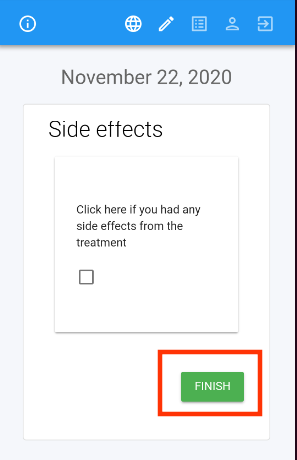 November 22, 2020
Side effects
Click here if you had any
side effects from the
treatment
FINISH